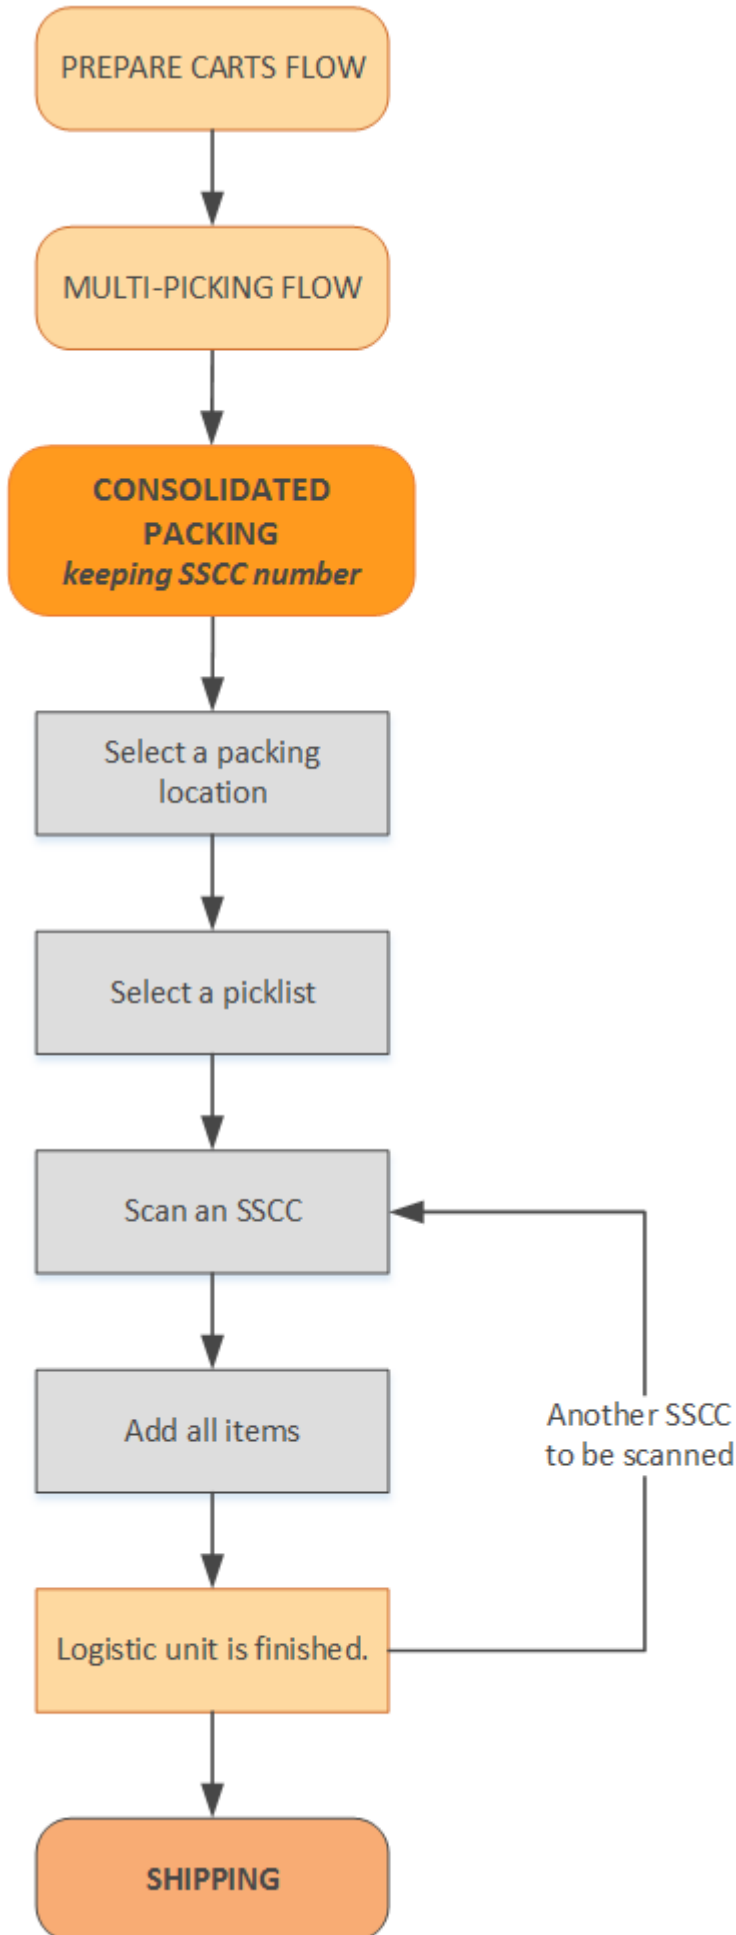 PREPARE CARTS FLOW
MULTI-PICKING FLOW
CONSOLIDATED
PACKING
keeping SSCC number
Select a packing
location
Select a picklist
Scan an SSCC
Add all items
Another SSCC
to be scanned
Logistic unit is finished.
SHIPPING